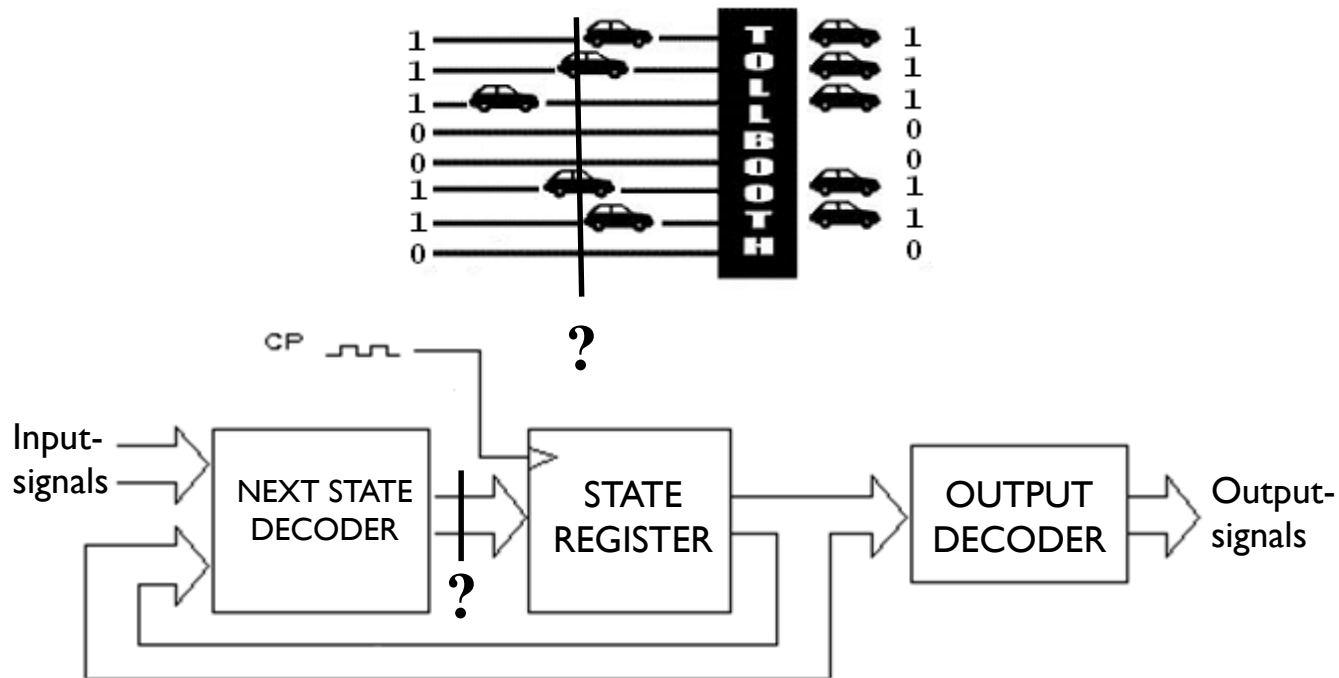 1 1
1 1
1 1
0 0
0 0
1 1
1 1
0 0
TOLLBOOTH
?
CP
Input-
signals
NEXT STATE
DECODER
?
STATE
REGISTER
OUTPUT
DECODER
Output-
signals